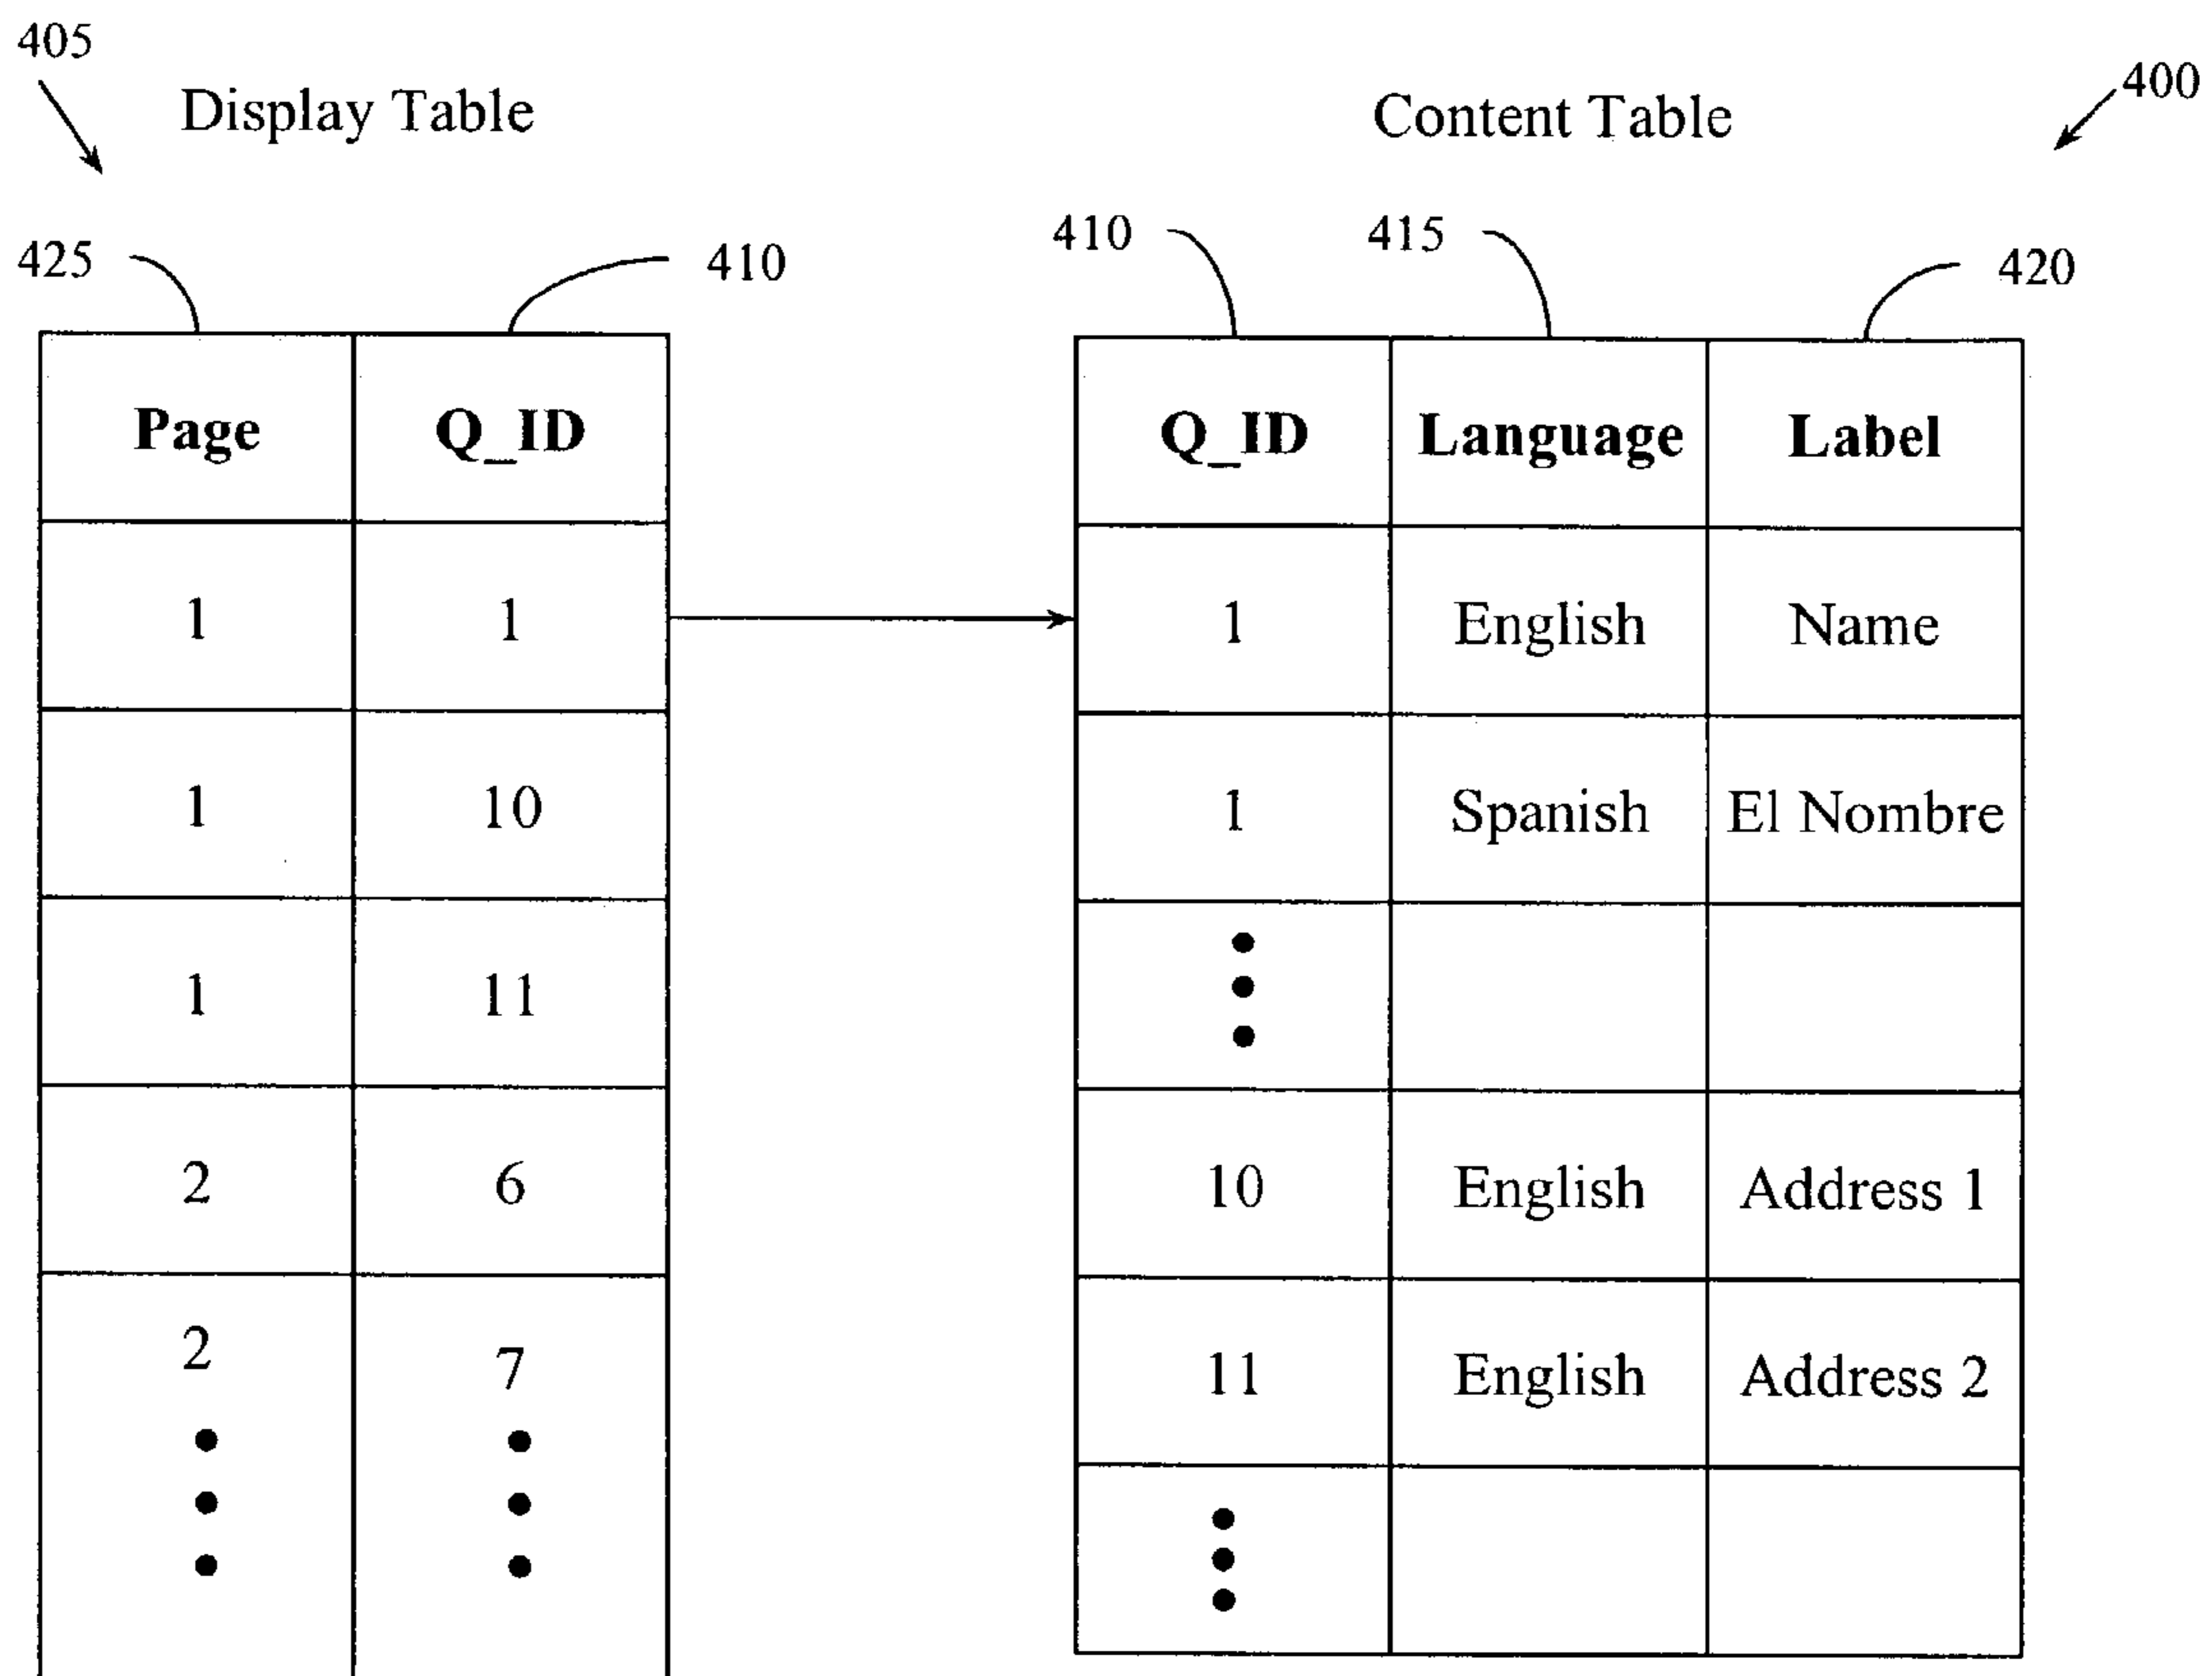 405
Display Table
Content Table
400
425
410
410
415
420
Page Q_ID
1 1
1 10
1 11
2 6
2 7
Q_ID Language Label
1 English Name
1 Spanish El Nombre
10 English Address 1
11 English Address 2